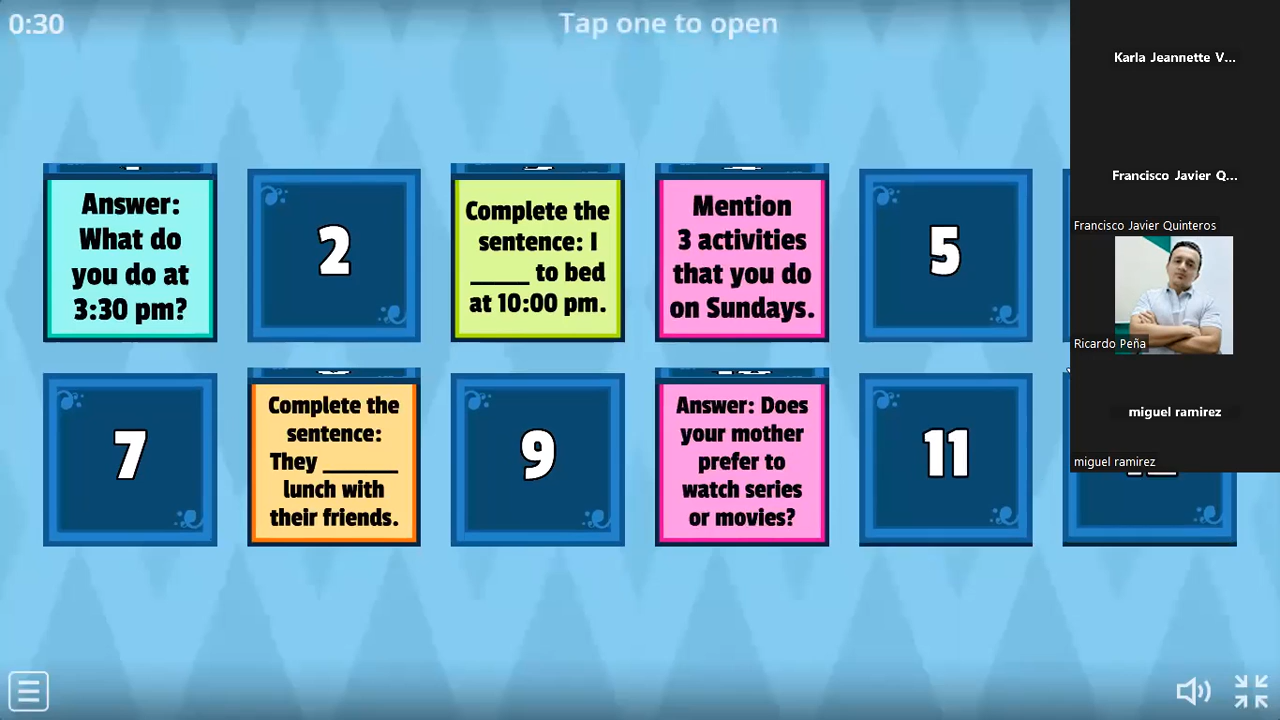 0:30
Tap one to open
Answer:
What do
you do at
3:30 pm?
2
Complete the
sentence: I
_____ to bed
at 10:00 pm.
Mention
3 activities
that you do
on Sundays.
5
7
Complete the
sentence:
They _______
lunch with
their friends.
9
Answer: Does
your mother
prefer to
watch series
or movies?
11
Karla Jeannette V...
Francisco Javier Q...
Francisco Javier Quinteros
Ricardo Peña
miguel ramirez
miguel ramirez